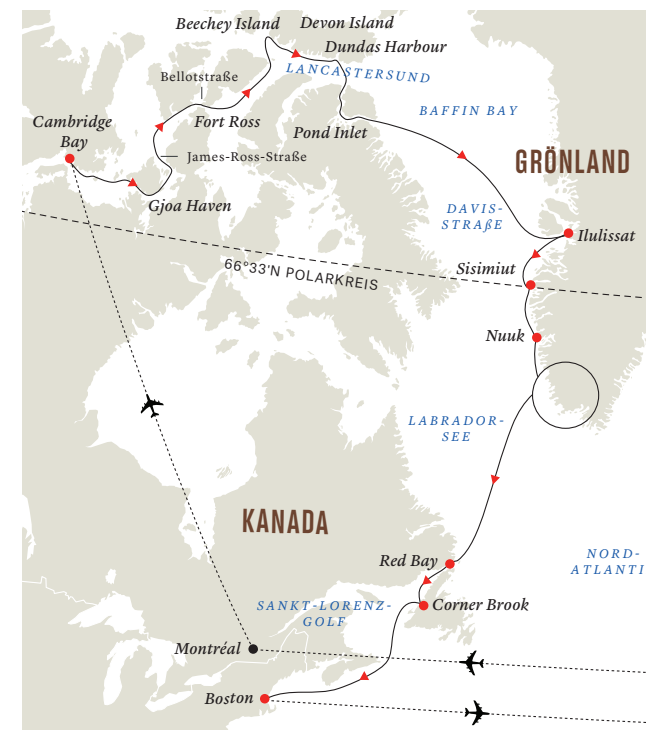 Beechey Island
Devon Island
Dundas Harbour
LANCASTERSUND
Bellotstraße
BAFFIN BAY
Cambridge
Bay
Fort Ross
Pond Inlet
James-Ross-Straße
GRÖNLAND
Gjoa Haven
DAVIS-
STRAßE
Ilulissat
66°33'N POLARKREIS
Sisimiut
Nuuk
LABRADOR-
SEE
KANADA
Red Bay
NORD-
ATLANTI
SANKT-LORENZ-
GOLF
Corner Brook
Montréal
Boston